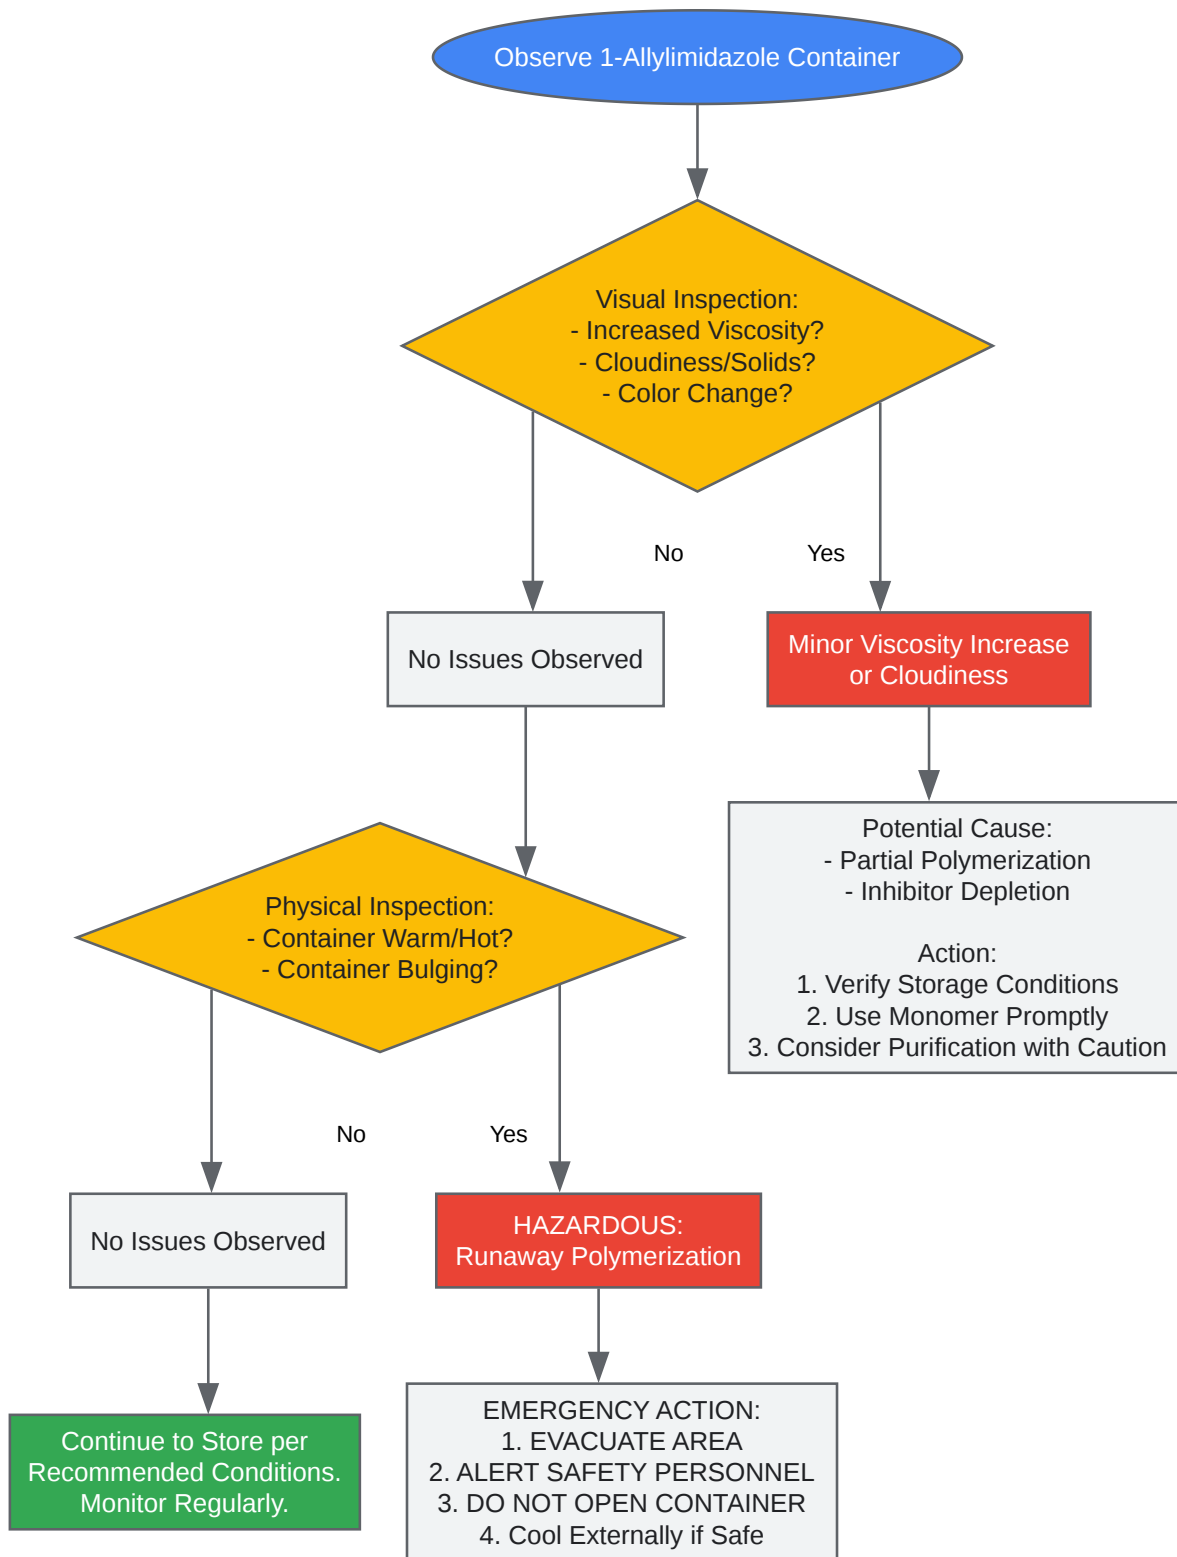 Observe 1-Allylimidazole Container
Visual Inspection:
- Increased Viscosity?
- Cloudiness/Solids?
- Color Change?
No
Yes
No Issues Observed
Minor Viscosity Increase
or Cloudiness
Potential Cause:
- Partial Polymerization
- Inhibitor Depletion
Action:
1. Verify Storage Conditions
2. Use Monomer Promptly
3. Consider Purification with Caution
Physical Inspection:
- Container Warm/Hot?
- Container Bulging?
No
Yes
No Issues Observed
HAZARDOUS:
Runaway Polymerization
Continue to Store per
Recommended Conditions.
Monitor Regularly.
EMERGENCY ACTION:
1. EVACUATE AREA
2. ALERT SAFETY PERSONNEL
3. DO NOT OPEN CONTAINER
4. Cool Externally if Safe